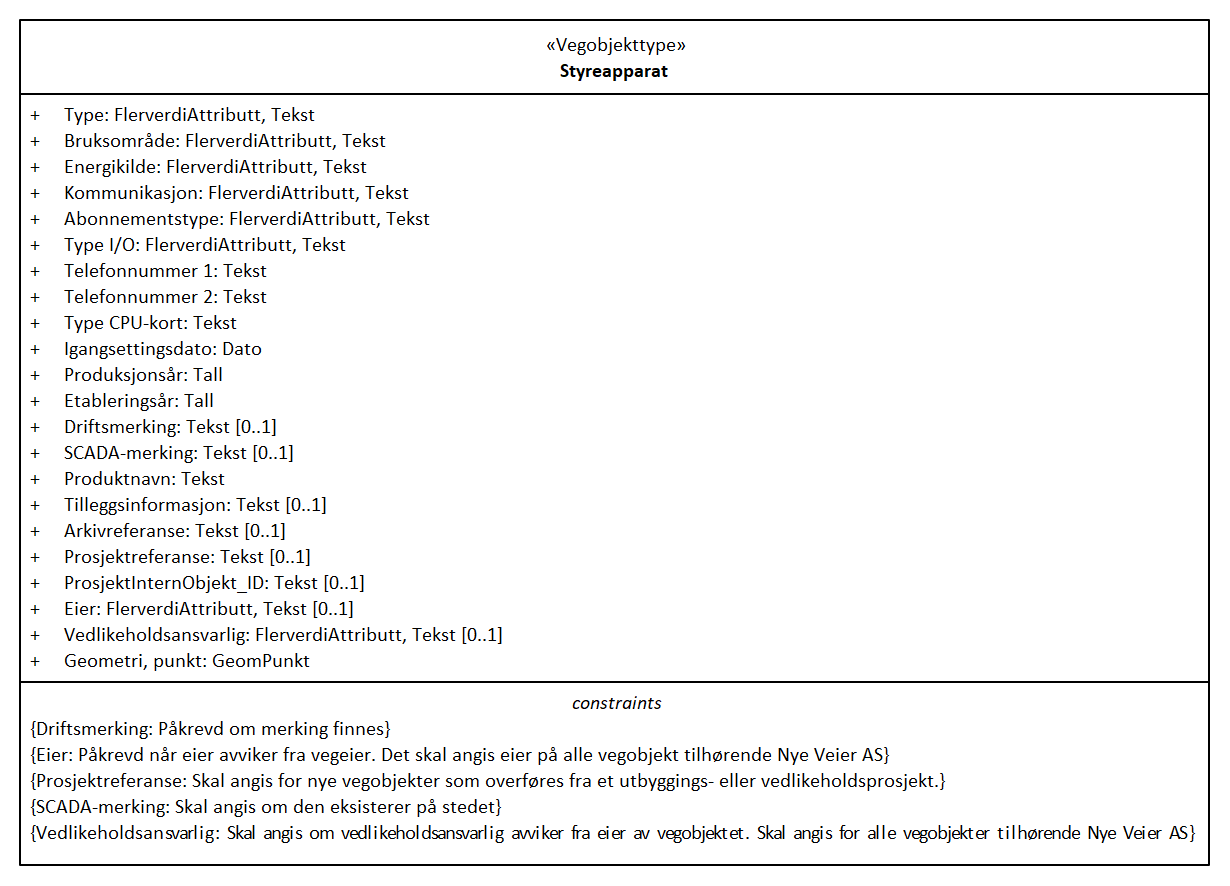 «Vegobjekttype»
Styreapparat
+ Type: FlerverdiAttributt, Tekst
+ Bruksområde: FlerverdiAttributt, Tekst
+ Energikilde: FlerverdiAttributt, Tekst
+ Kommunikasjon: FlerverdiAttributt, Tekst
+ Abonnementstype: FlerverdiAttributt, Tekst
+ Type I/O: FlerverdiAttributt, Tekst
+ Telefonnummer 1: Tekst
+ Telefonnummer 2: Tekst
+ Type CPU-kort: Tekst
+ Igangsettingsdato: Dato
+ Produksjonsår: Tall
+ Etableringsår: Tall
+ Driftsmerking: Tekst [0..1]
+ SCADA-merking: Tekst [0..1]
+ Produktnavn: Tekst
+ Tilleggsinformasjon: Tekst [0..1]
+ Arkivreferanse: Tekst [0..1]
+ Prosjektreferanse: Tekst [0..1]
+ ProsjektInternObjekt_ID: Tekst [0..1]
+ Eier: FlerverdiAttributt, Tekst [0..1]
+ Vedlikeholdsansvarlig: FlerverdiAttributt, Tekst [0..1]
+ Geometri, punkt: GeomPunkt
constraints
{Driftsmerking: Påkrevd om merking finnes}
{Eier: Påkrevd når eier avviker fra vegeier. Det skal angis eier på alle vegobjekt tilhørende Nye Veier AS}
{Prosjektreferanse: Skal angis for nye vegobjekter som overføres fra et utbyggings- eller vedlikeholdsprosjekt.}
{SCADA-merking: Skal angis om den eksisterer på stedet}
{Vedlikeholdsansvarlig: Skal angis om vedlikeholdsansvarlig avviker fra eier av vegobjektet. Skal angis for alle vegobjekter tilhørende Nye Veier AS}